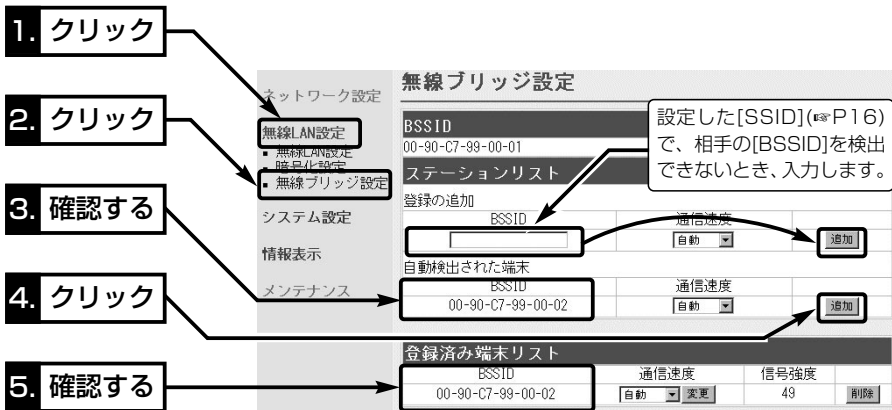 1. クリック
2. クリック
3. 確認する
4. クリック
5. 確認する
ネットワーク設定
無線LAN設定
▪ 無線LAN設定
▪ 暗号化設定
▪ 無線ブリッジ設定
システム設定
情報表示
メンテナンス
無線ブリッジ設定
BSSID
00-90-C7-99-00-01
設定した[SSID](☞P16)
で、相手の[BSSID]を検出
できないとき、入力します。
ステーションリスト
登録の追加
BSSID 通信速度
自動 追加
自動検出された端末
BSSID 通信速度
00-90-C7-99-00-02 自動 追加
登録済み端末リスト
BSSID 通信速度 信号強度
00-90-C7-99-00-02 自動 変更 49 削除